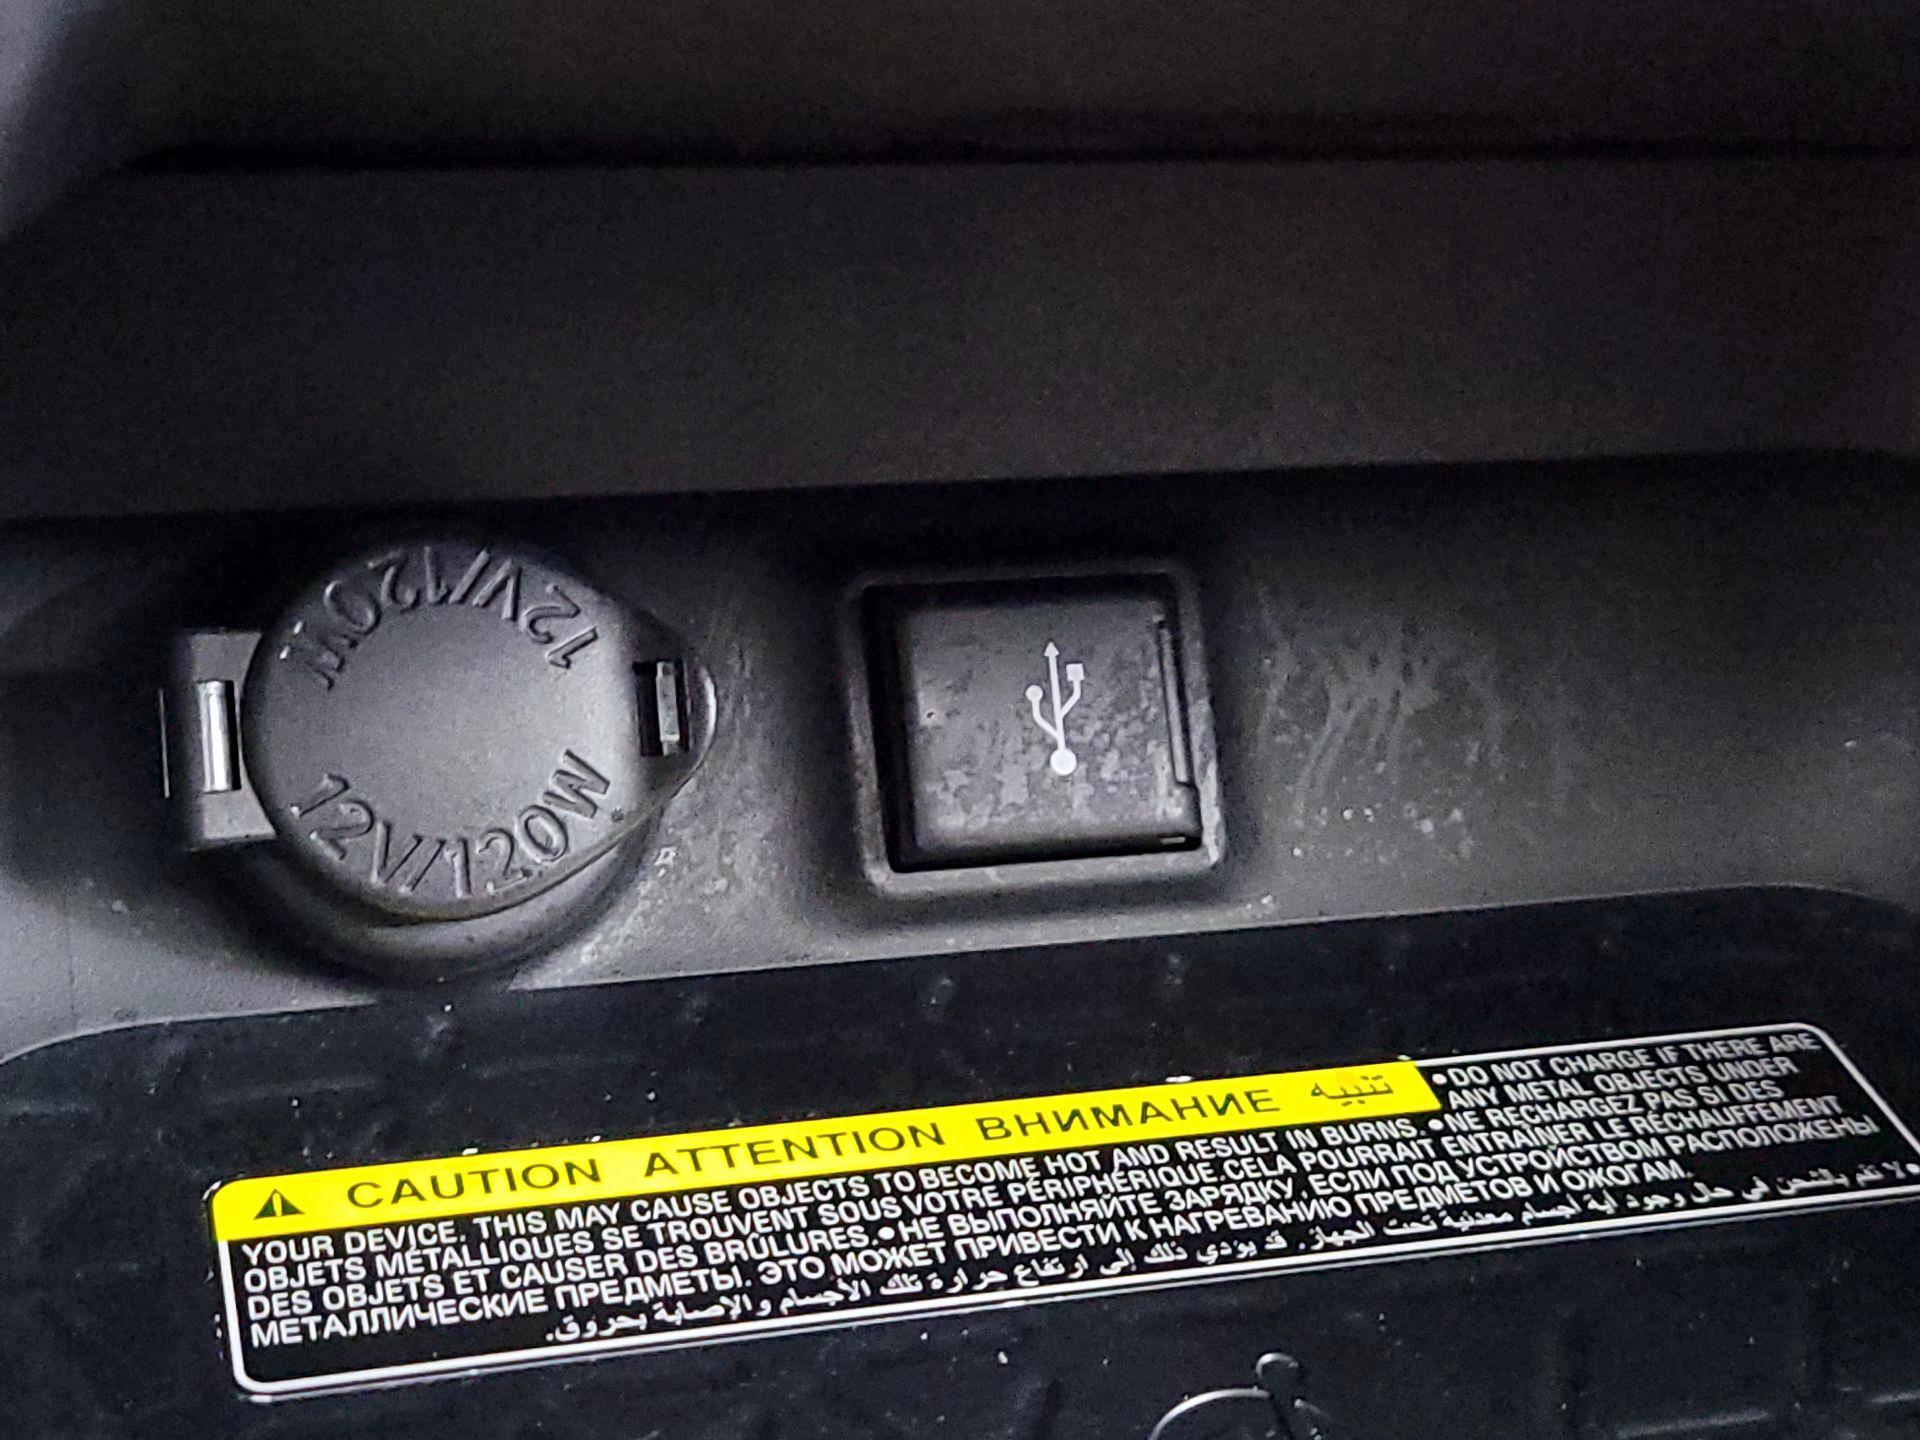 12V/120W
12V/120W
CAUTION ATTENTION ВНИМАНИЕ تنبيه
•DO NOT CHARGE IF THERE ARE
ANY METAL OBJECTS UNDER
YOUR DEVICE. THIS MAY CAUSE OBJECTS TO BECOME HOT AND RESULT IN BURNS. •NE RECHARGEZ PAS SI DES
OBJETS MÉTALLIQUES SE TROUVENT SOUS VOTRE PÉRIPHÉRIQUE.CELA POURRAIT ENTRAÎNER LE RÉCHAUFFEMENT
DES OBJETS ET CAUSER DES BRÛLURES.•НЕ ВЫПОЛНЯЙТЕ ЗАРЯДКУ, ЕСЛИ ПОД УСТРОЙСТВОМ РАСПОЛОЖЕНЫ
МЕТАЛЛИЧЕСКИЕ ПРЕДМЕТЫ. ЭТО МОЖЕТ ПРИВЕСТИ К НАГРЕВАНИЮ ПРЕДМЕТОВ И ОЖОГАМ.
•لا تقم بالشحن في حال وجود أية أجسام معدنية تحت الجهاز. قد يؤدي ذلك إلى ارتفاع حرارة تلك الأجسام والإصابة بحروق.